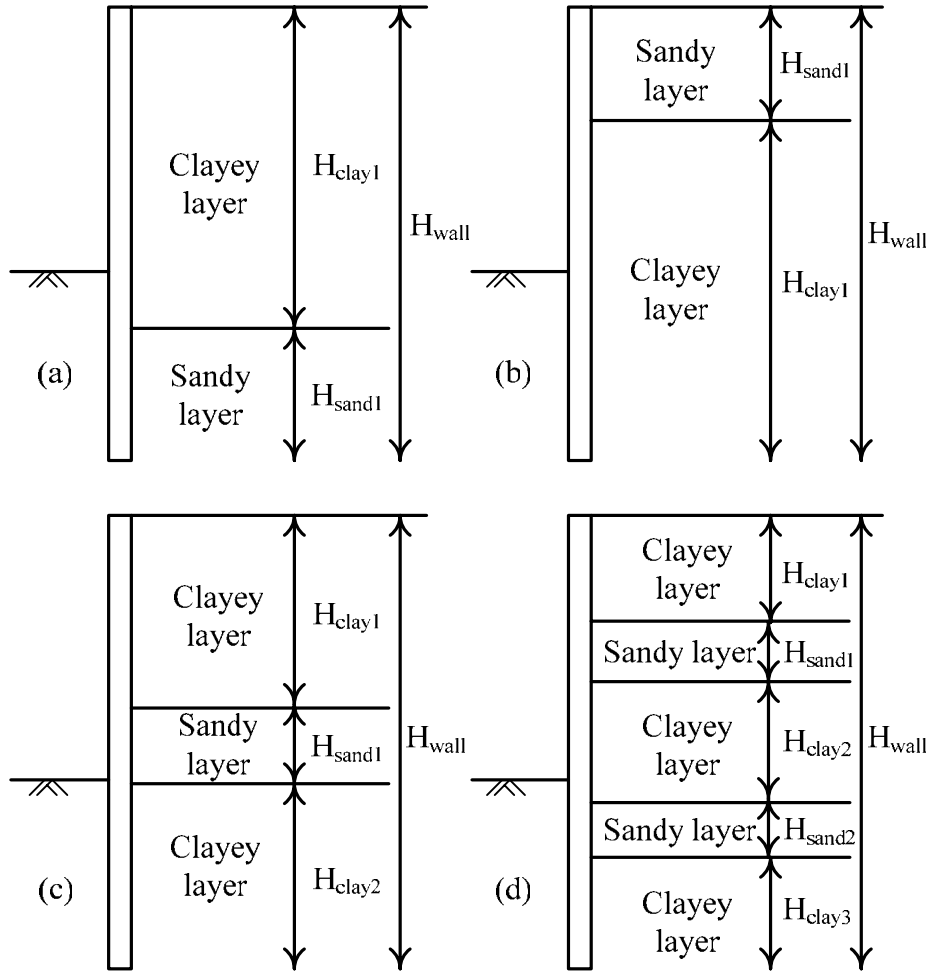 Clayey
layer
H_clay1
H_wall
Sandy
layer
H_sand1
(a)
Sandy
layer
H_sand1
H_wall
Clayey
layer
H_clay1
(b)
Clayey
layer
H_clay1
Sandy
layer
H_sand1
H_wall
Clayey
layer
H_clay2
(c)
Clayey
layer
H_clay1
Sandy layer
H_sand1
Clayey
layer
H_clay2
H_wall
Sandy layer
H_sand2
(d)
Clayey
layer
H_clay3